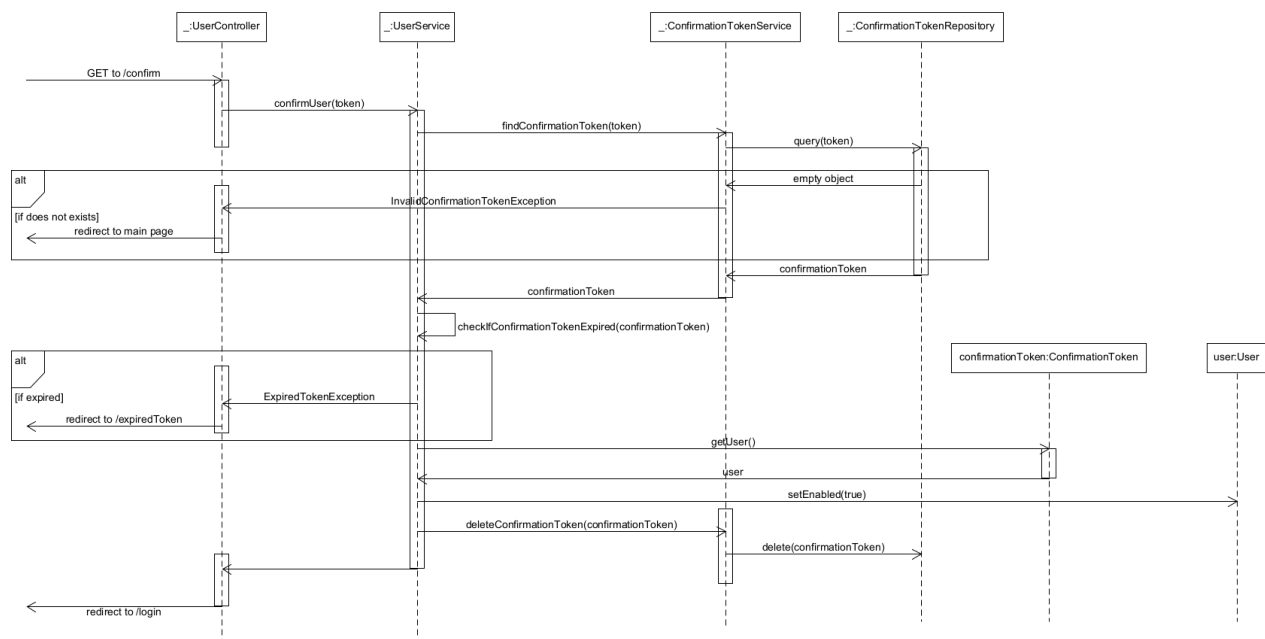 _:UserController
_:UserService
_:ConfirmationTokenService
_:ConfirmationTokenRepository
GET to /confirm
confirmUser(token)
findConfirmationToken(token)
query(token)
alt
empty object
InvalidConfirmationTokenException
[if does not exists]
redirect to main page
confirmationToken
confirmationToken
checkIfConfirmationTokenExpired(confirmationToken)
alt
confirmationToken:ConfirmationToken
user:User
[if expired]
ExpiredTokenException
redirect to /expiredToken
getUser()
user
setEnabled(true)
deleteConfirmationToken(confirmationToken)
delete(confirmationToken)
redirect to /login